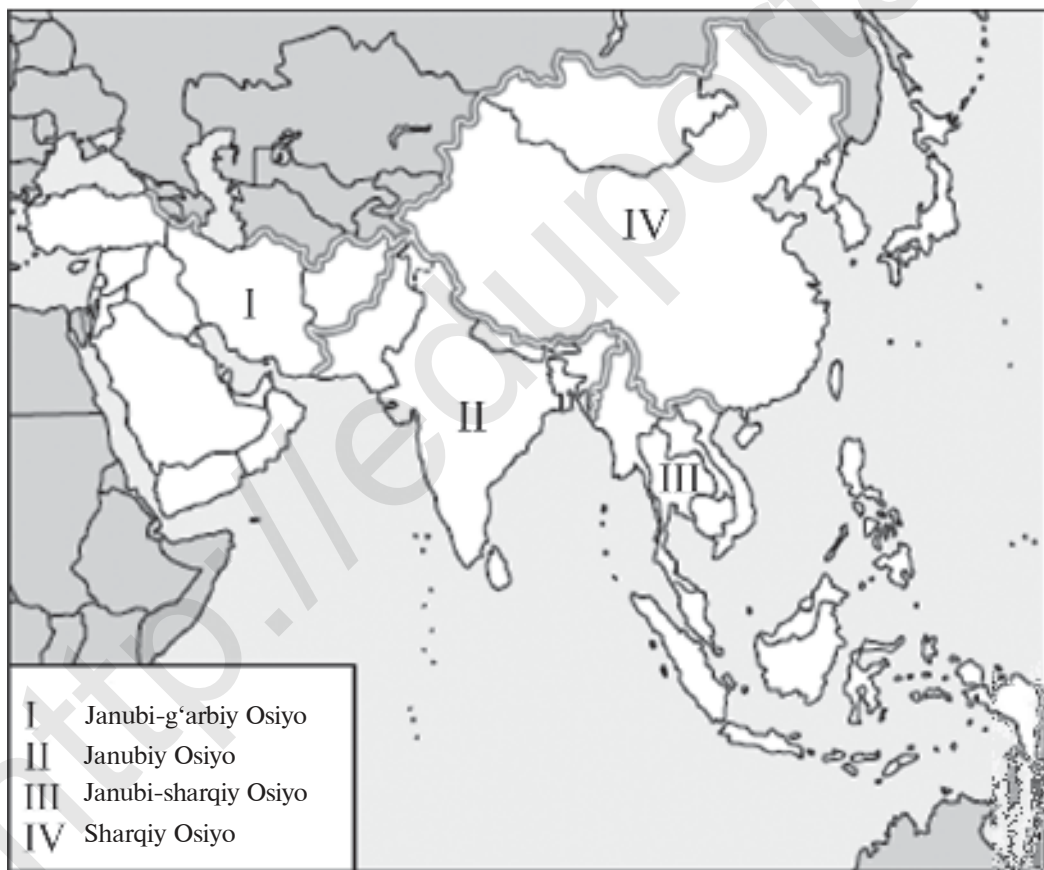 IV
I
II
III
I Janubi-g‘arbiy Osiyo
II Janubiy Osiyo
III Janubi-sharqiy Osiyo
IV Sharqiy Osiyo